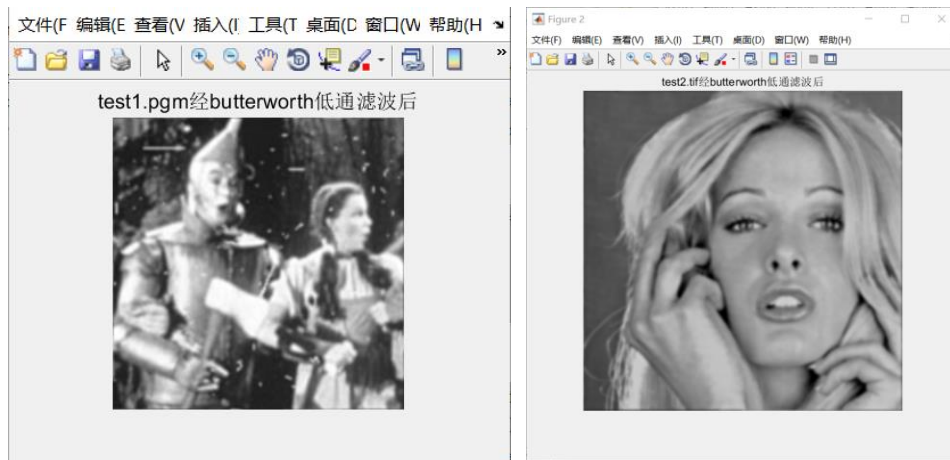 文件(F 编辑(E 查看(V 插入(I 工具(T 桌面(D 窗口(W 帮助(H
test1.pgm经butterworth低通滤波后
Figure 2
文件(F) 编辑(E) 查看(V) 插入(I) 工具(T) 桌面(D) 窗口(W) 帮助(H)
test2.tif经butterworth低通滤波后